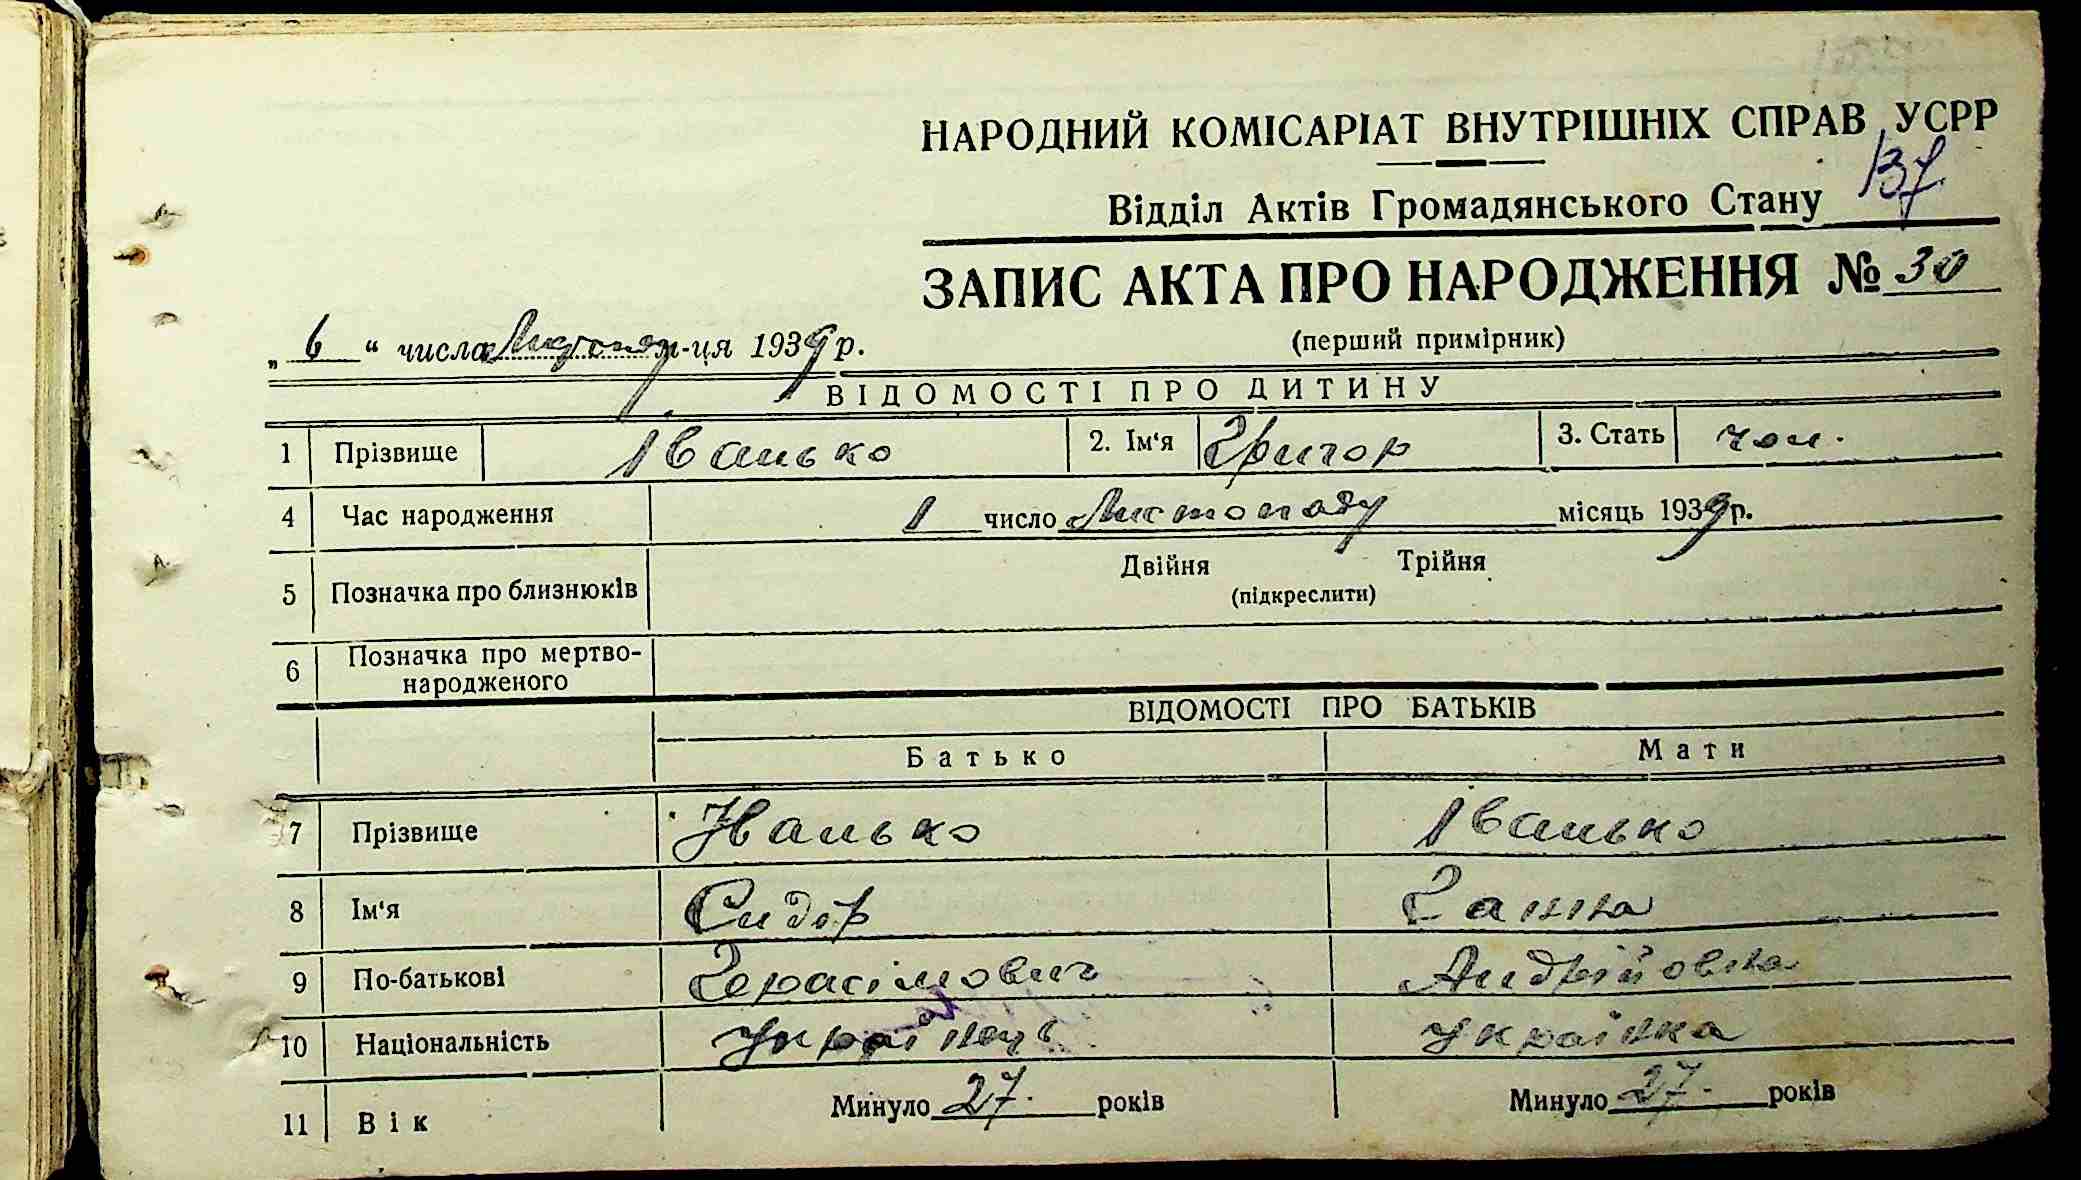 НАРОДНИЙ КОМІСАРІАТ ВНУТРІШНІХ СПРАВ УСРР
137
Відділ Актів Громадянського Стану
ЗАПИС АКТА ПРО НАРОДЖЕННЯ № 30
(перший примірник)
„6“ числа м-ця 1939 р.
ВІДОМОСТІ ПРО ДИТИНУ
1 Прізвище Iванько 2. Ім'я Григор 3. Стать чол.
4 Час народження 1 число Листопаду місяць 1939 р.
5 Позначка про близнюків Двійня Трійня
(підкреслити)
6 Позначка про мертво-
народженого
ВІДОМОСТІ ПРО БАТЬКІВ
Батько Мати
7 Прізвище Иванько Іванько
8 Ім'я Сидор Ганна
9 По-батькові Герасімович Андрійовна
10 Національність Українець Українка
11 Вік Минуло 27. років Минуло 27. років